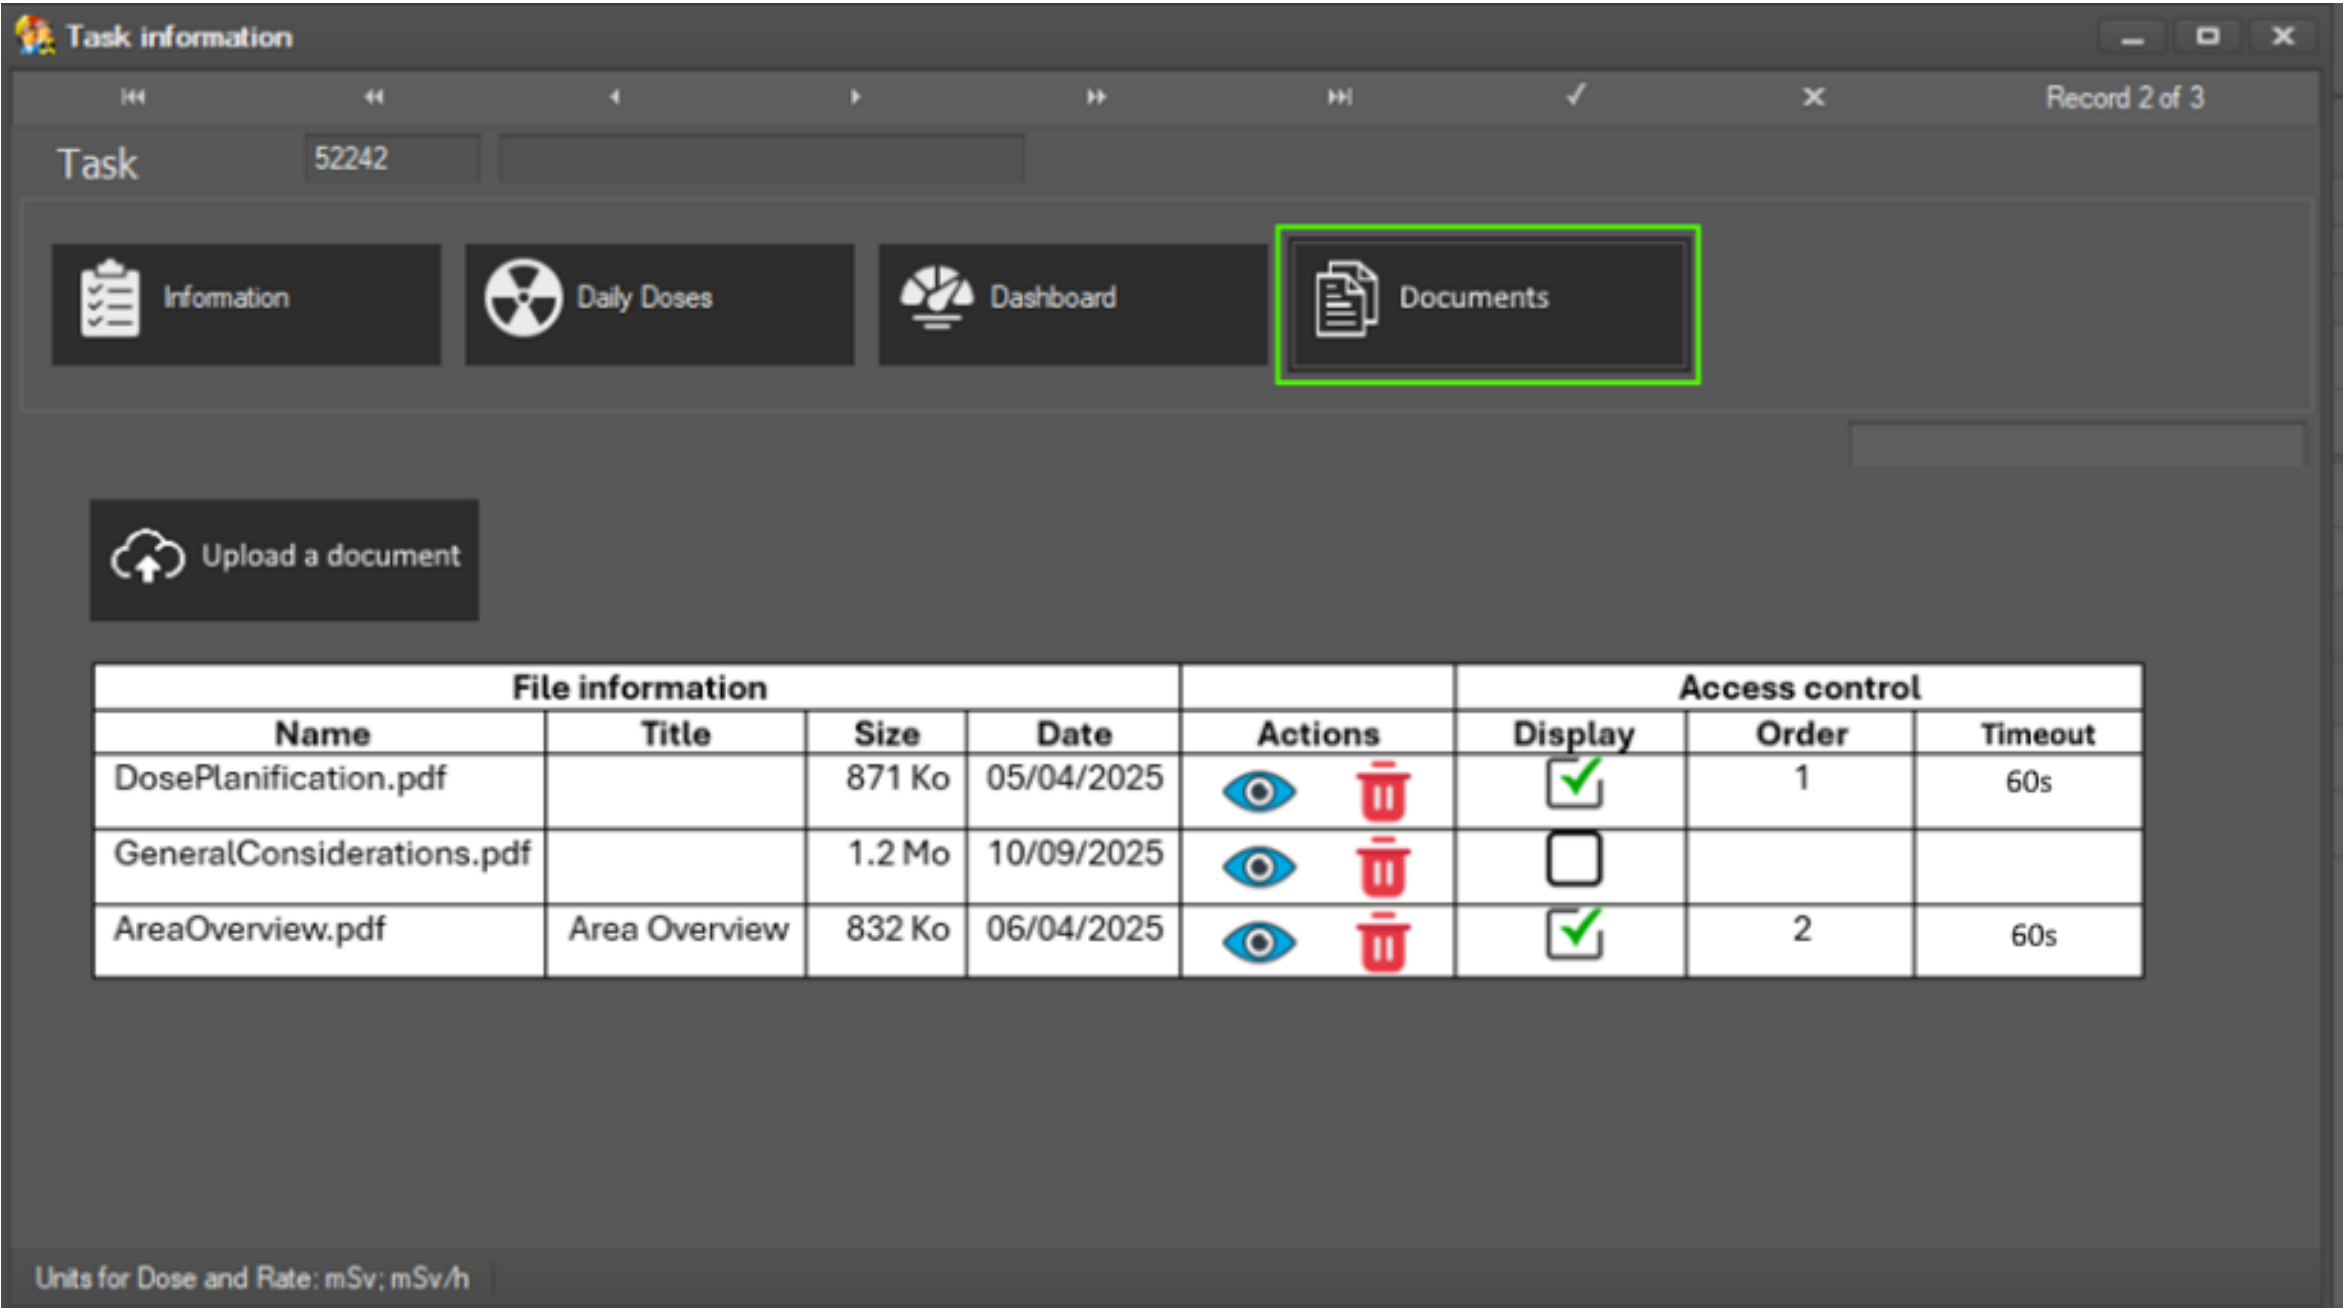 Task information
Record 2 of 3
Task 52242
Information Daily Doses Dashboard Documents
Upload a document
File information Access control
Name Title Size Date Actions Display Order Timeout
DosePlanification.pdf 871 Ko 05/04/2025 1 60s
GeneralConsiderations.pdf 1.2 Mo 10/09/2025
AreaOverview.pdf Area Overview 832 Ko 06/04/2025 2 60s
Units for Dose and Rate: mSv; mSv/h